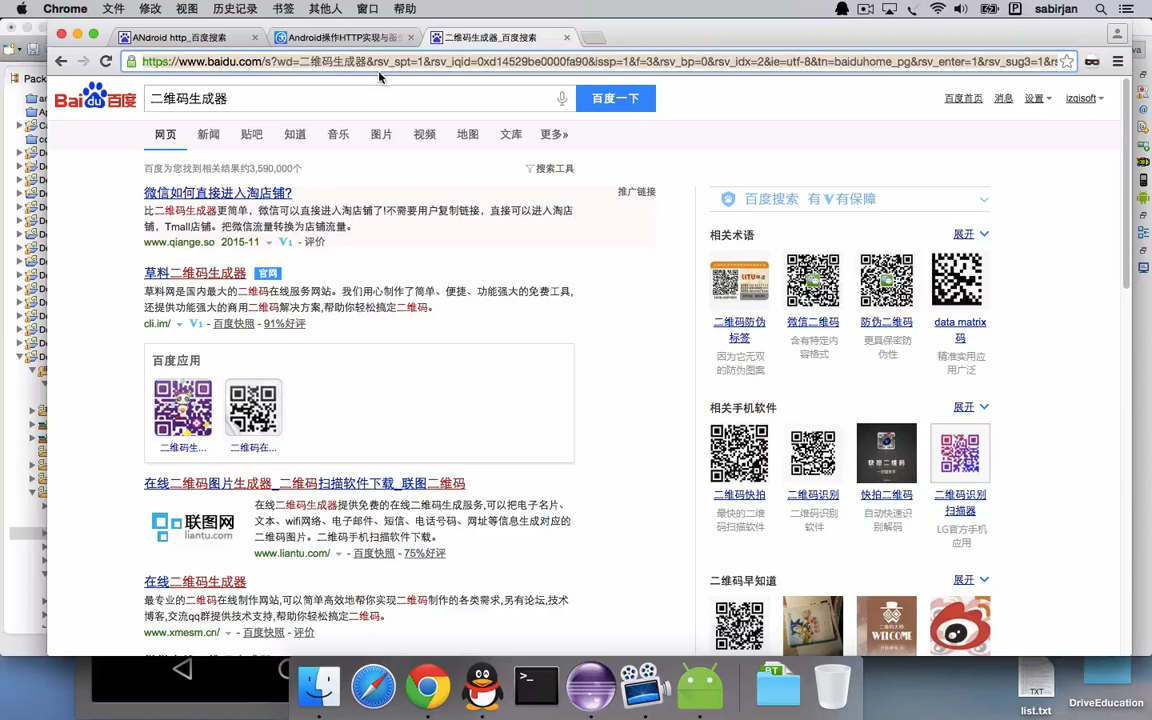 Chrome 文件 修改 视图 历史记录 书签 其他人 窗口 帮助
sabirjan
ANdroid http_百度搜索
Android操作HTTP实现与服
二维码生成器_百度搜索
https://www.baidu.com/s?wd=二维码生成器&rsv_spt=1&rsv_iqid=0xd14529be0000fa90&issp=1&f=3&rsv_bp=0&rsv_idx=2&ie=utf-8&tn=baiduhome_pg&rsv_enter=1&rsv_sug3=1&rs
Pack
Bai du 百度
二维码生成器
百度一下
百度首页 消息 设置 izqisoft
网页 新闻 贴吧 知道 音乐 图片 视频 地图 文库 更多»
百度为您找到相关结果约3,590,000个
搜索工具
微信如何直接进入淘店铺?
推广链接
比二维码生成器更简单，微信可以直接进入淘店铺了!不需要用户复制链接，直接可以进入淘店
铺，Tmall店铺。把微信流量转换为店铺流量。
www.qiange.so 2015-11 V1 - 评价
草料二维码生成器 官网
草料网是国内最大的二维码在线服务网站。我们用心制作了简单、便捷、功能强大的免费工具,
还提供功能强大的商用二维码解决方案,帮助你轻松搞定二维码。
cli.im/ V1 - 百度快照 - 91%好评
百度应用
二维码生...
二维码在...
在线二维码图片生成器_二维码扫描软件下载_联图二维码
在线二维码生成器提供免费的在线二维码生成服务,可以把电子名片、
文本、wifi网络、电子邮件、短信、电话号码、网址等信息生成对应的
二维码图片。二维码手机扫描软件下载。
联图网
liantu.com/
www.liantu.com/ - 百度快照 - 75%好评
在线二维码生成器
最专业的二维码在线制作网站,可以简单高效地帮你实现二维码制作的各类需求,另有论坛,技术
博客,交流qq群提供技术支持,帮助你轻松搞定二维码。
www.xmesm.cn/ - 百度快照 - 评价
百度搜索 有V有保障
相关术语 展开
二维码防伪
标签
因为它无双
的防伪图案
微信二维码
含有特定内
容格式
防伪二维码
更具保密防
伪性
data matrix
码
精准实用应
用广泛
相关手机软件 展开
二维码快拍
最快的二维
码扫描软件
二维码识别
二维码识别
软件
快拍二维码
自动快速识
别解码
二维码识别
扫描器
LG官方手机
应用
二维码早知道 展开
WELCOME
TXT
list.txt
DriveEducation